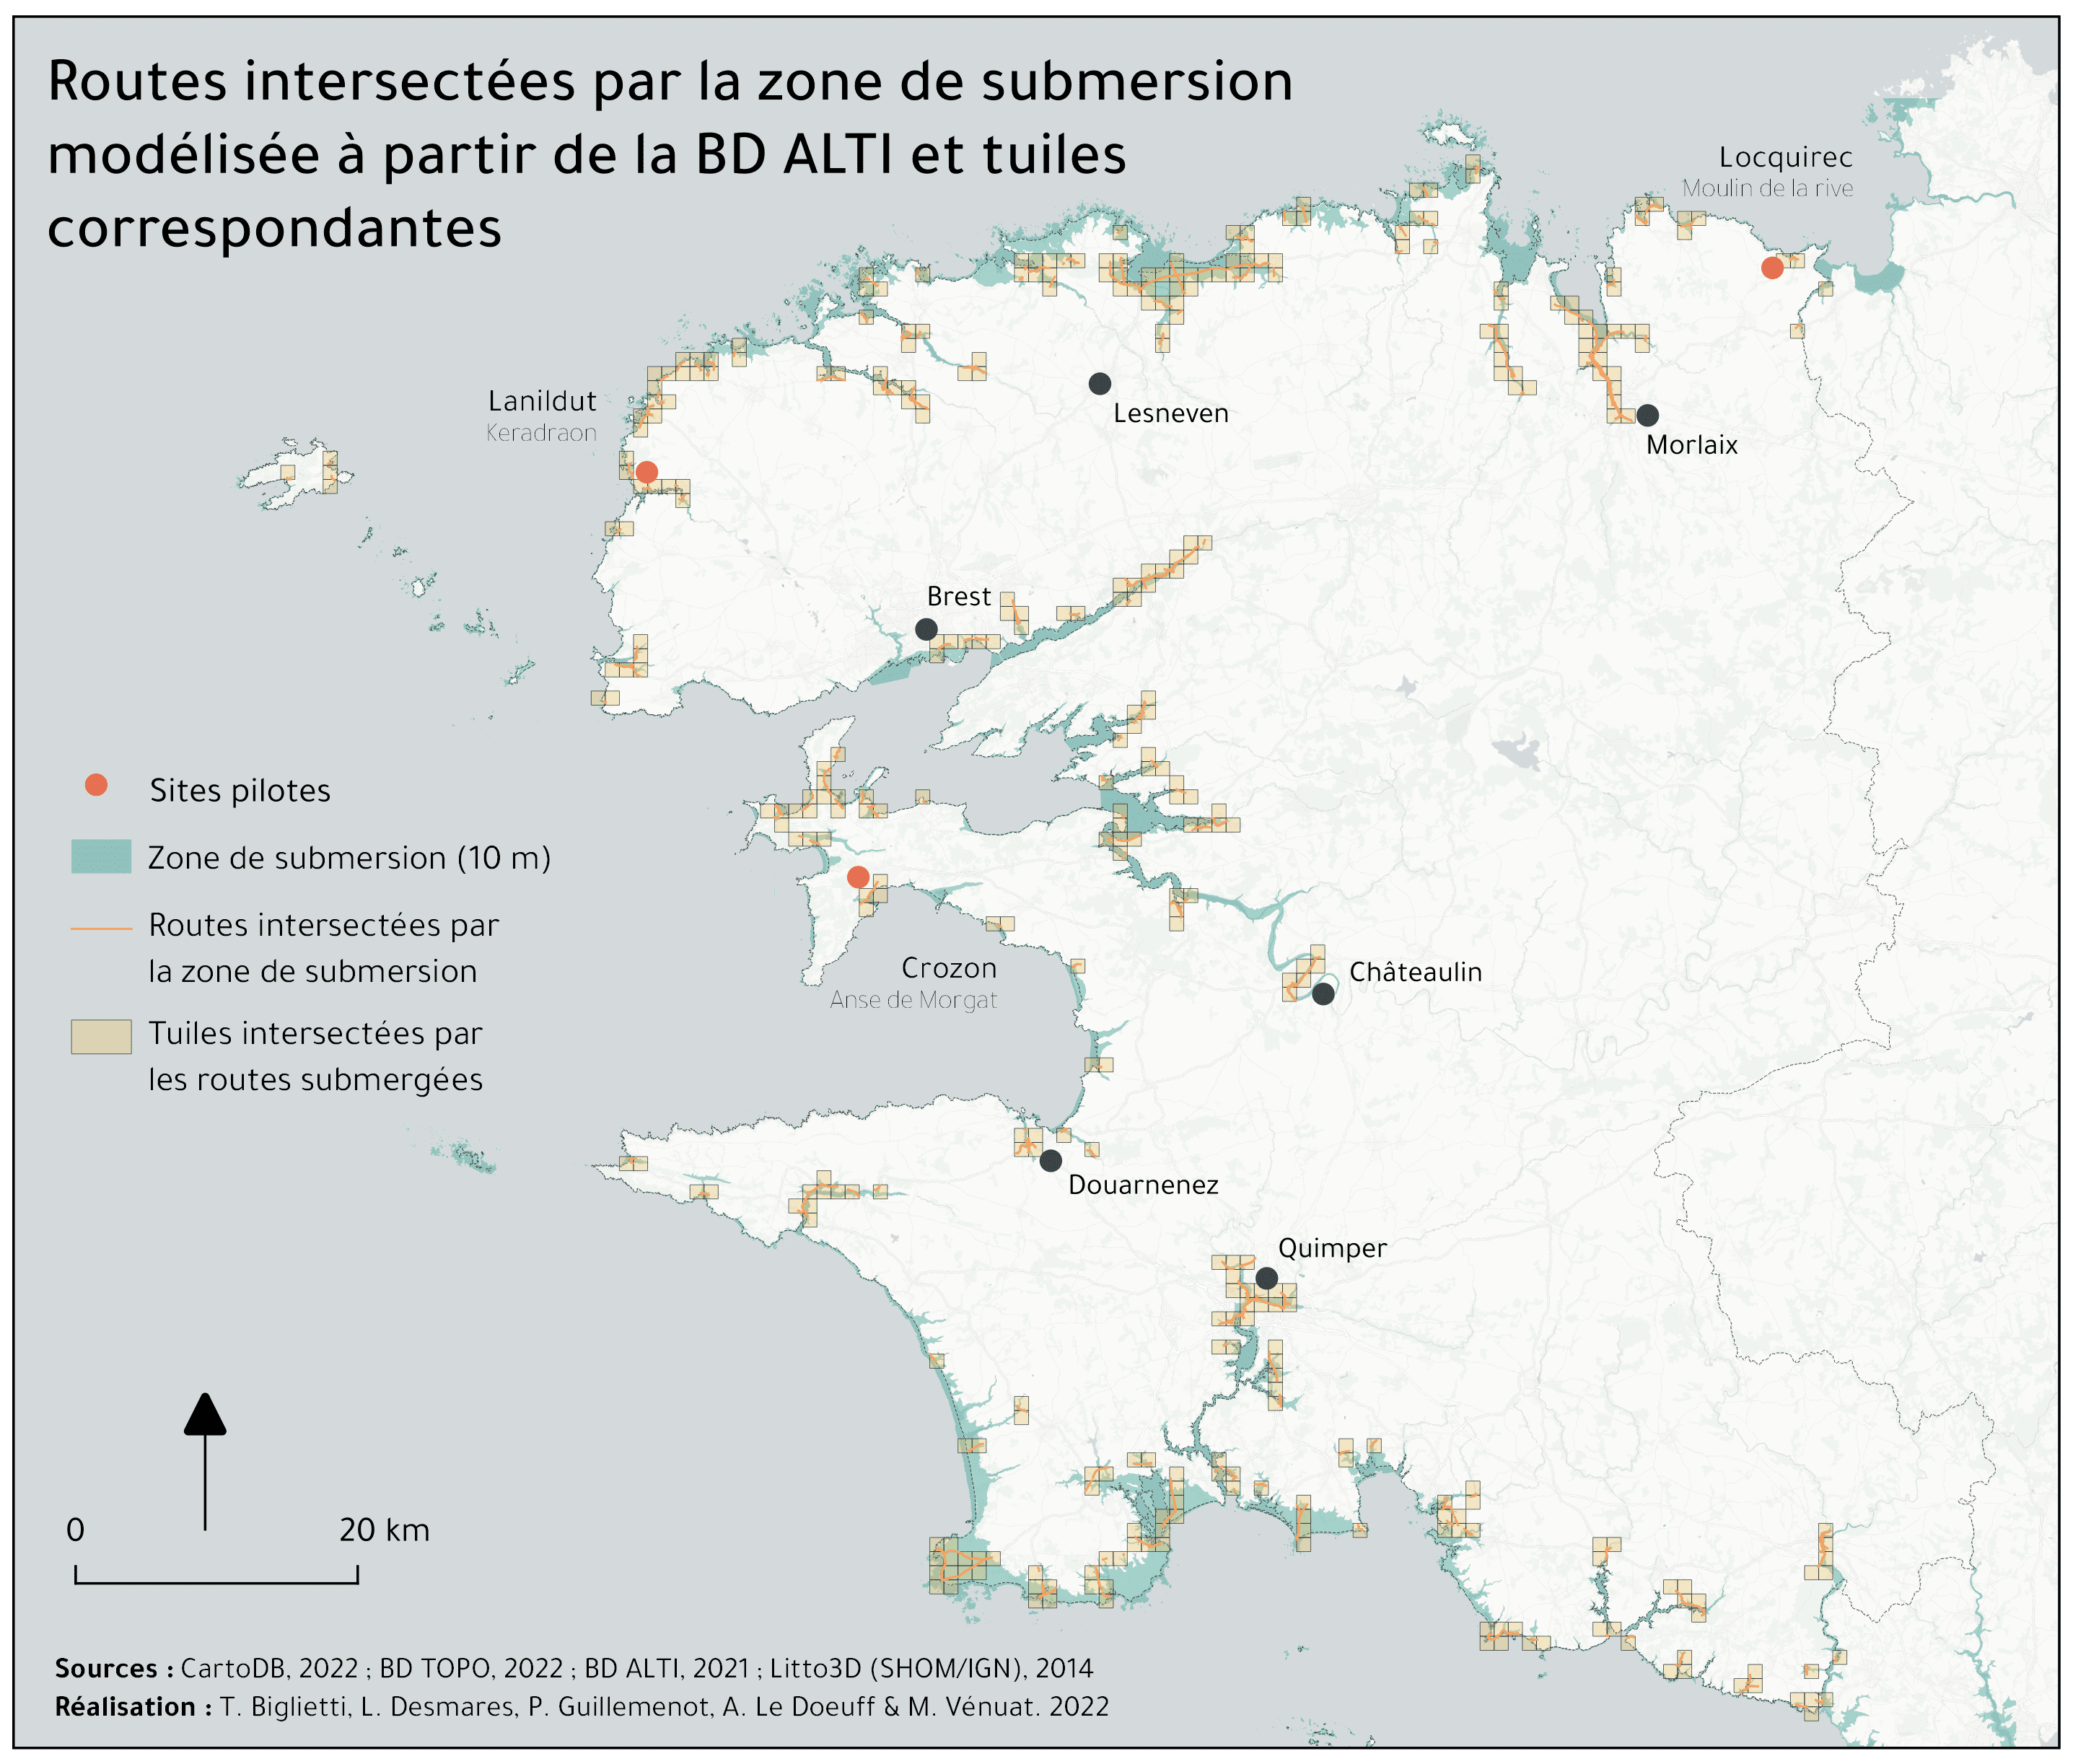 Routes intersectées par la zone de submersion
modélisée à partir de la BD ALTI et tuiles
correspondantes
Locquirec
Moulin de la rive
Lanildut
Keradraon
Lesneven
Morlaix
Brest
Sites pilotes
Zone de submersion (10 m)
Routes intersectées par
la zone de submersion
Tuiles intersectées par
les routes submergées
Crozon
Anse de Morgat
Châteaulin
Douarnenez
Quimper
0 20 km
Sources : CartoDB, 2022 ; BD TOPO, 2022 ; BD ALTI, 2021 ; Litto3D (SHOM/IGN), 2014
Réalisation : T. Biglietti, L. Desmares, P. Guillemenot, A. Le Doeuff & M. Vénuat. 2022